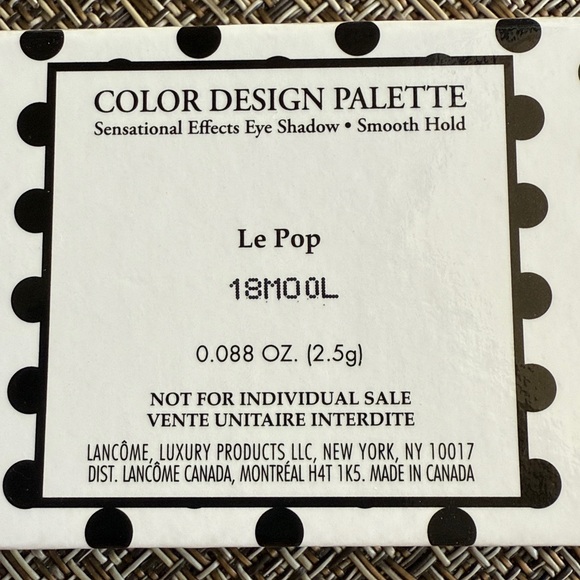 COLOR DESIGN PALETTE
Sensational Effects Eye Shadow • Smooth Hold
Le Pop
18M00L
0.088 OZ. (2.5g)
NOT FOR INDIVIDUAL SALE
VENTE UNITAIRE INTERDITE
LANCÔME, LUXURY PRODUCTS LLC, NEW YORK, NY 10017
DIST. LANCÔME CANADA, MONTRÉAL H4T 1K5. MADE IN CANADA